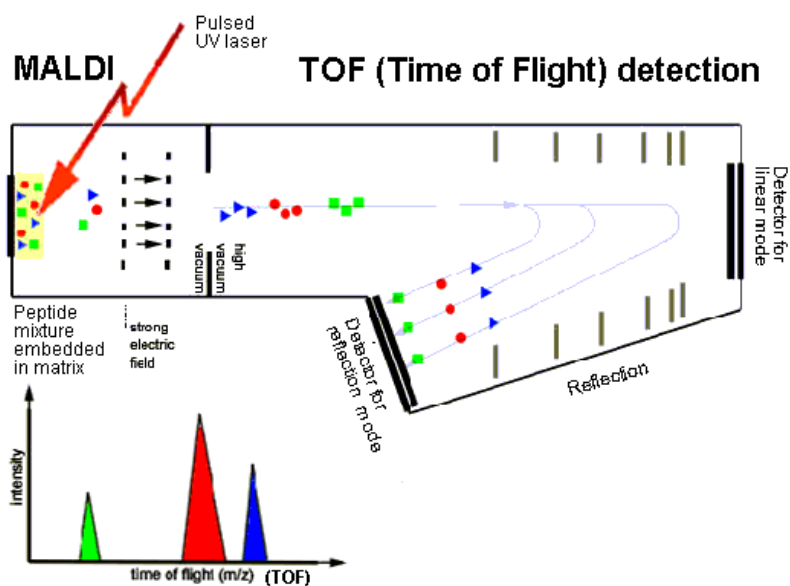 Pulsed
UV laser
MALDI
TOF (Time of Flight) detection
Detector for
linear mode
high
vacuum
vacuum
Peptide
mixture
embedded
in matrix
strong
electric
field
Detector for
reflection mode
Reflection
intensity
time of flight (m/z) (TOF)